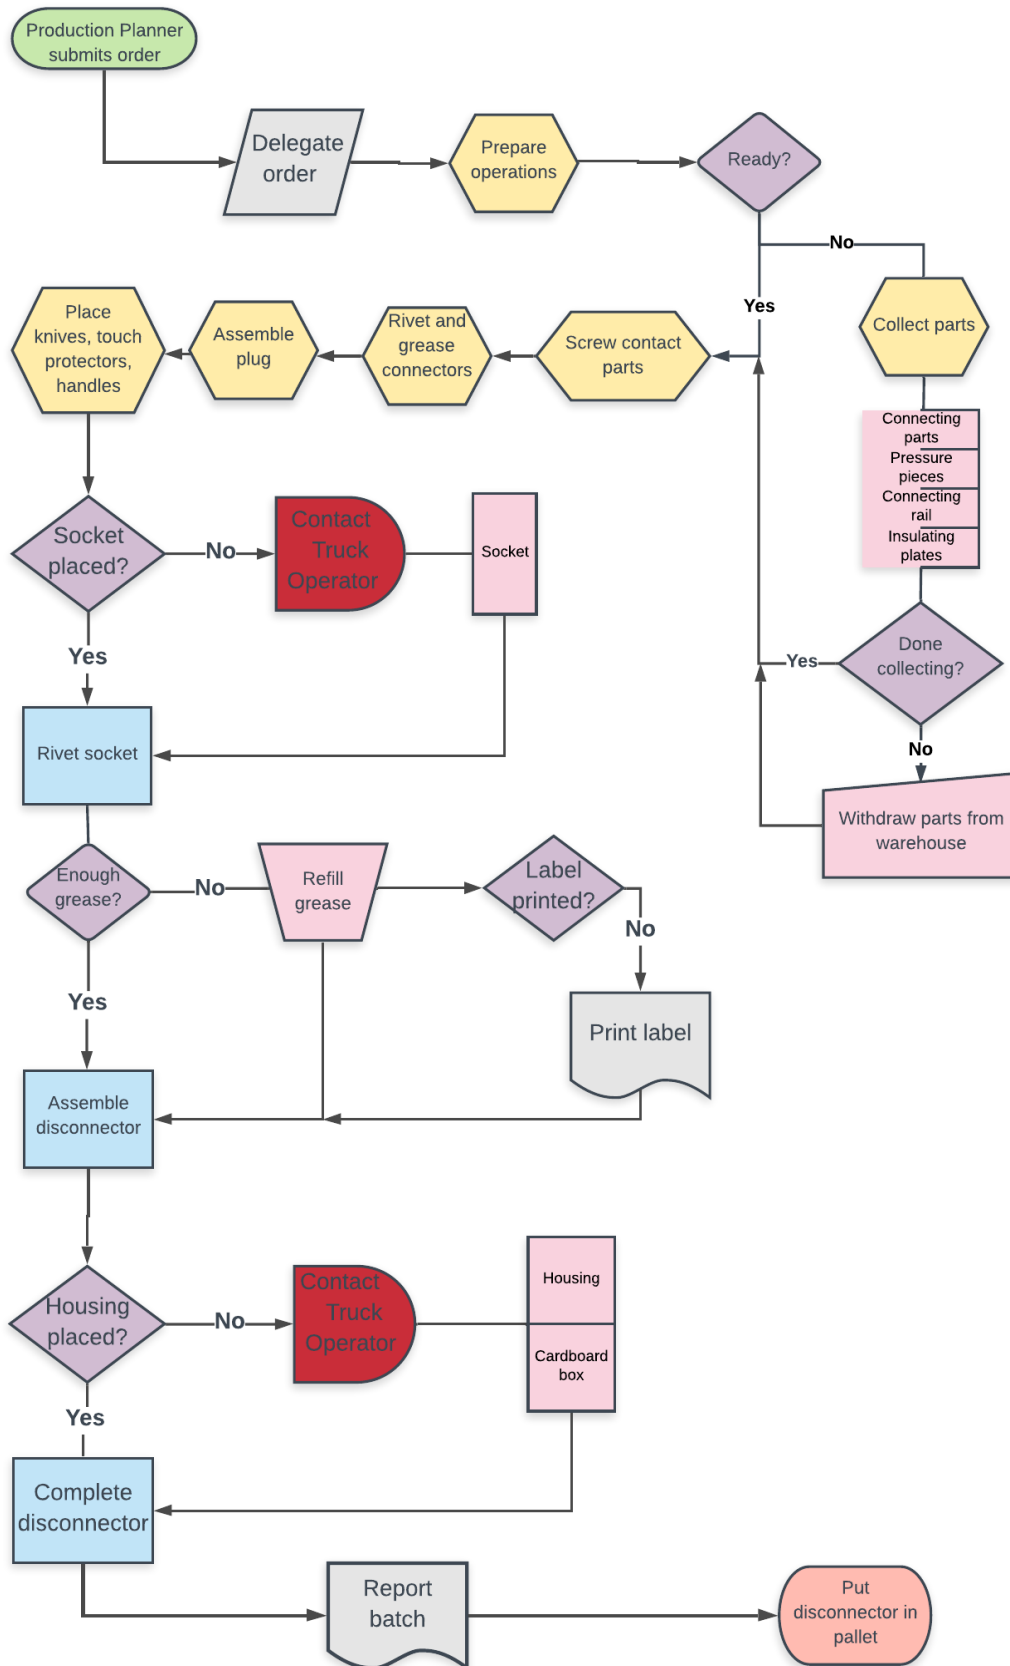 Production Planner
submits order
Delegate
order
Prepare
operations
Ready?
No
Yes
Collect parts
Place
knives, touch
protectors,
handles
Assemble
plug
Rivet and
grease
connectors
Screw contact
parts
Connecting
parts
Pressure
pieces
Connecting
rail
Insulating
plates
Socket
placed?
No
Contact
Truck
Operator
Socket
Done
collecting?
Yes
No
Yes
Rivet socket
Withdraw parts from
warehouse
Enough
grease?
No
Refill
grease
Label
printed?
No
Yes
Print label
Assemble
disconnector
Housing
placed?
No
Contact
Truck
Operator
Housing
Cardboard
box
Yes
Complete
disconnector
Report
batch
Put
disconnector in
pallet